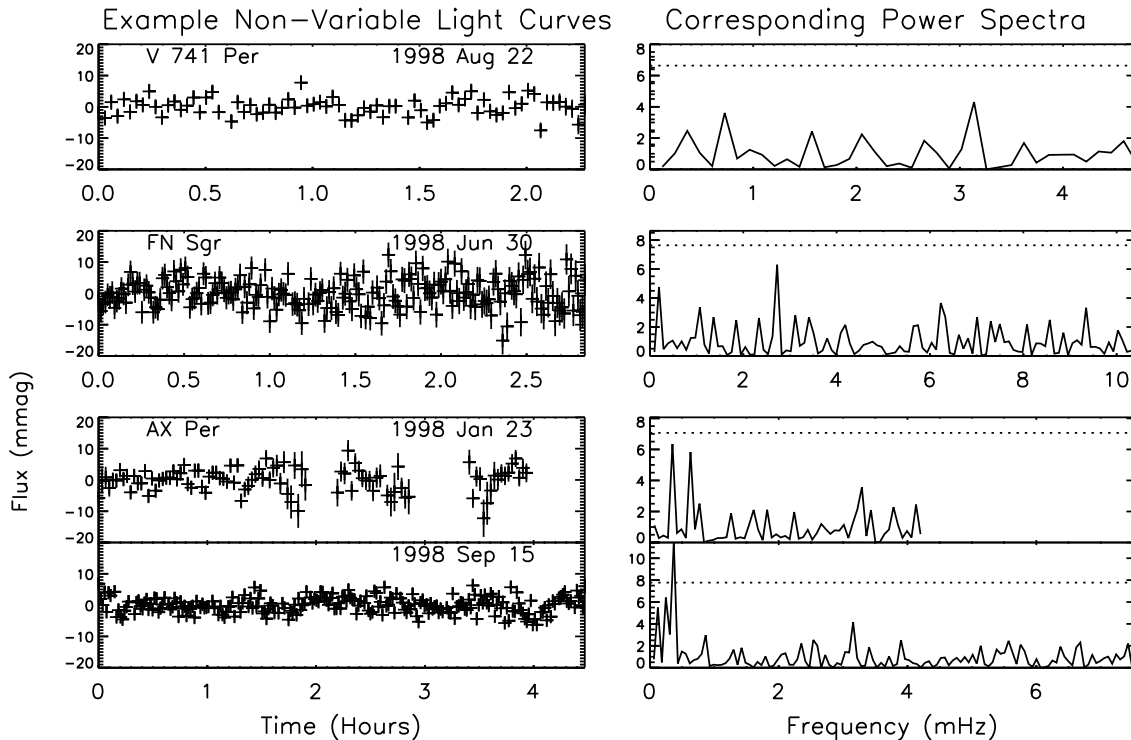 Example Non-Variable Light Curves
Corresponding Power Spectra
V 741 Per
1998 Aug 22
20
10
0
-10
-20
0.0 0.5 1.0 1.5 2.0
8
6
4
2
0
1 2 3 4
FN Sgr
1998 Jun 30
20
10
0
-10
-20
0.0 0.5 1.0 1.5 2.0 2.5
8
6
4
2
0
0 2 4 6 8 10
Flux (mmag)
AX Per
1998 Jan 23
20
10
0
-10
-20
8
6
4
2
0
1998 Sep 15
10
0
-10
-20
0 1 2 3 4
10
8
6
4
2
0
0 2 4 6
Time (Hours)
Frequency (mHz)